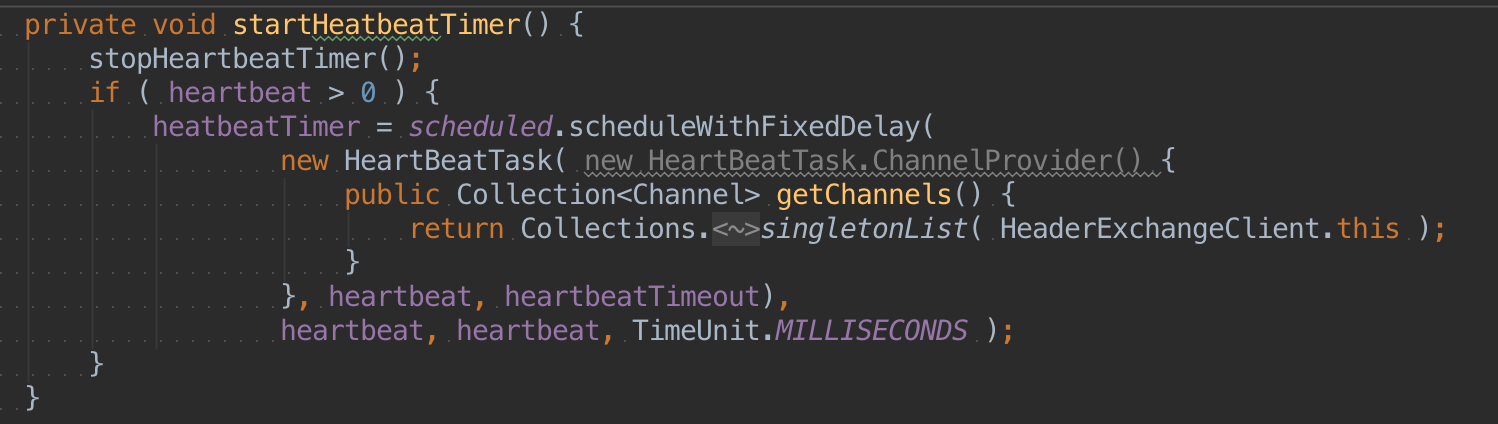 private void startHeatbeatTimer() {
    stopHeartbeatTimer();
    if ( heartbeat > 0 ) {
        heatbeatTimer = scheduled.scheduleWithFixedDelay(
                new HeartBeatTask( new HeartBeatTask.ChannelProvider() {
                    public Collection<Channel> getChannels() {
                        return Collections.<~>singletonList( HeaderExchangeClient.this );
                    }
                }, heartbeat, heartbeatTimeout),
                heartbeat, heartbeat, TimeUnit.MILLISECONDS );
    }
}